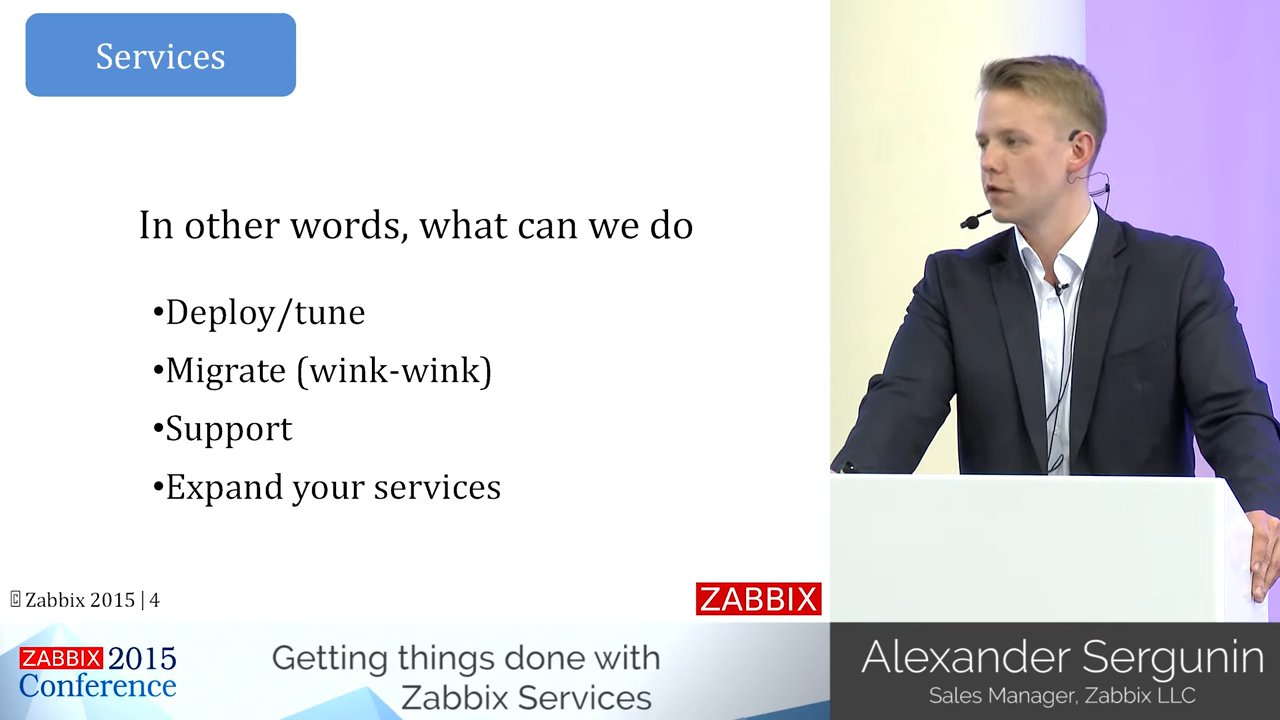 Services
In other words, what can we do
•Deploy/tune
•Migrate (wink-wink)
•Support
•Expand your services
© Zabbix 2015 | 4
ZABBIX
ZABBIX 2015
Conference
Getting things done with
Zabbix Services
Alexander Sergunin
Sales Manager, Zabbix LLC